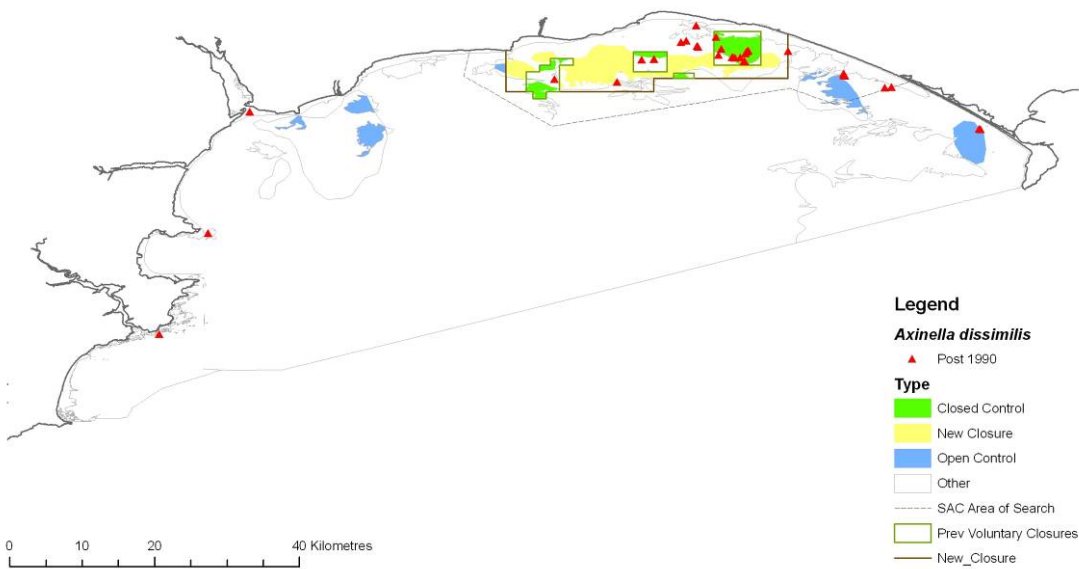 Legend
Axinella dissimilis
Post 1990
Type
Closed Control
New Closure
Open Control
Other
SAC Area of Search
Prev Voluntary Closures
New_Closure
0 10 20 40 Kilometres